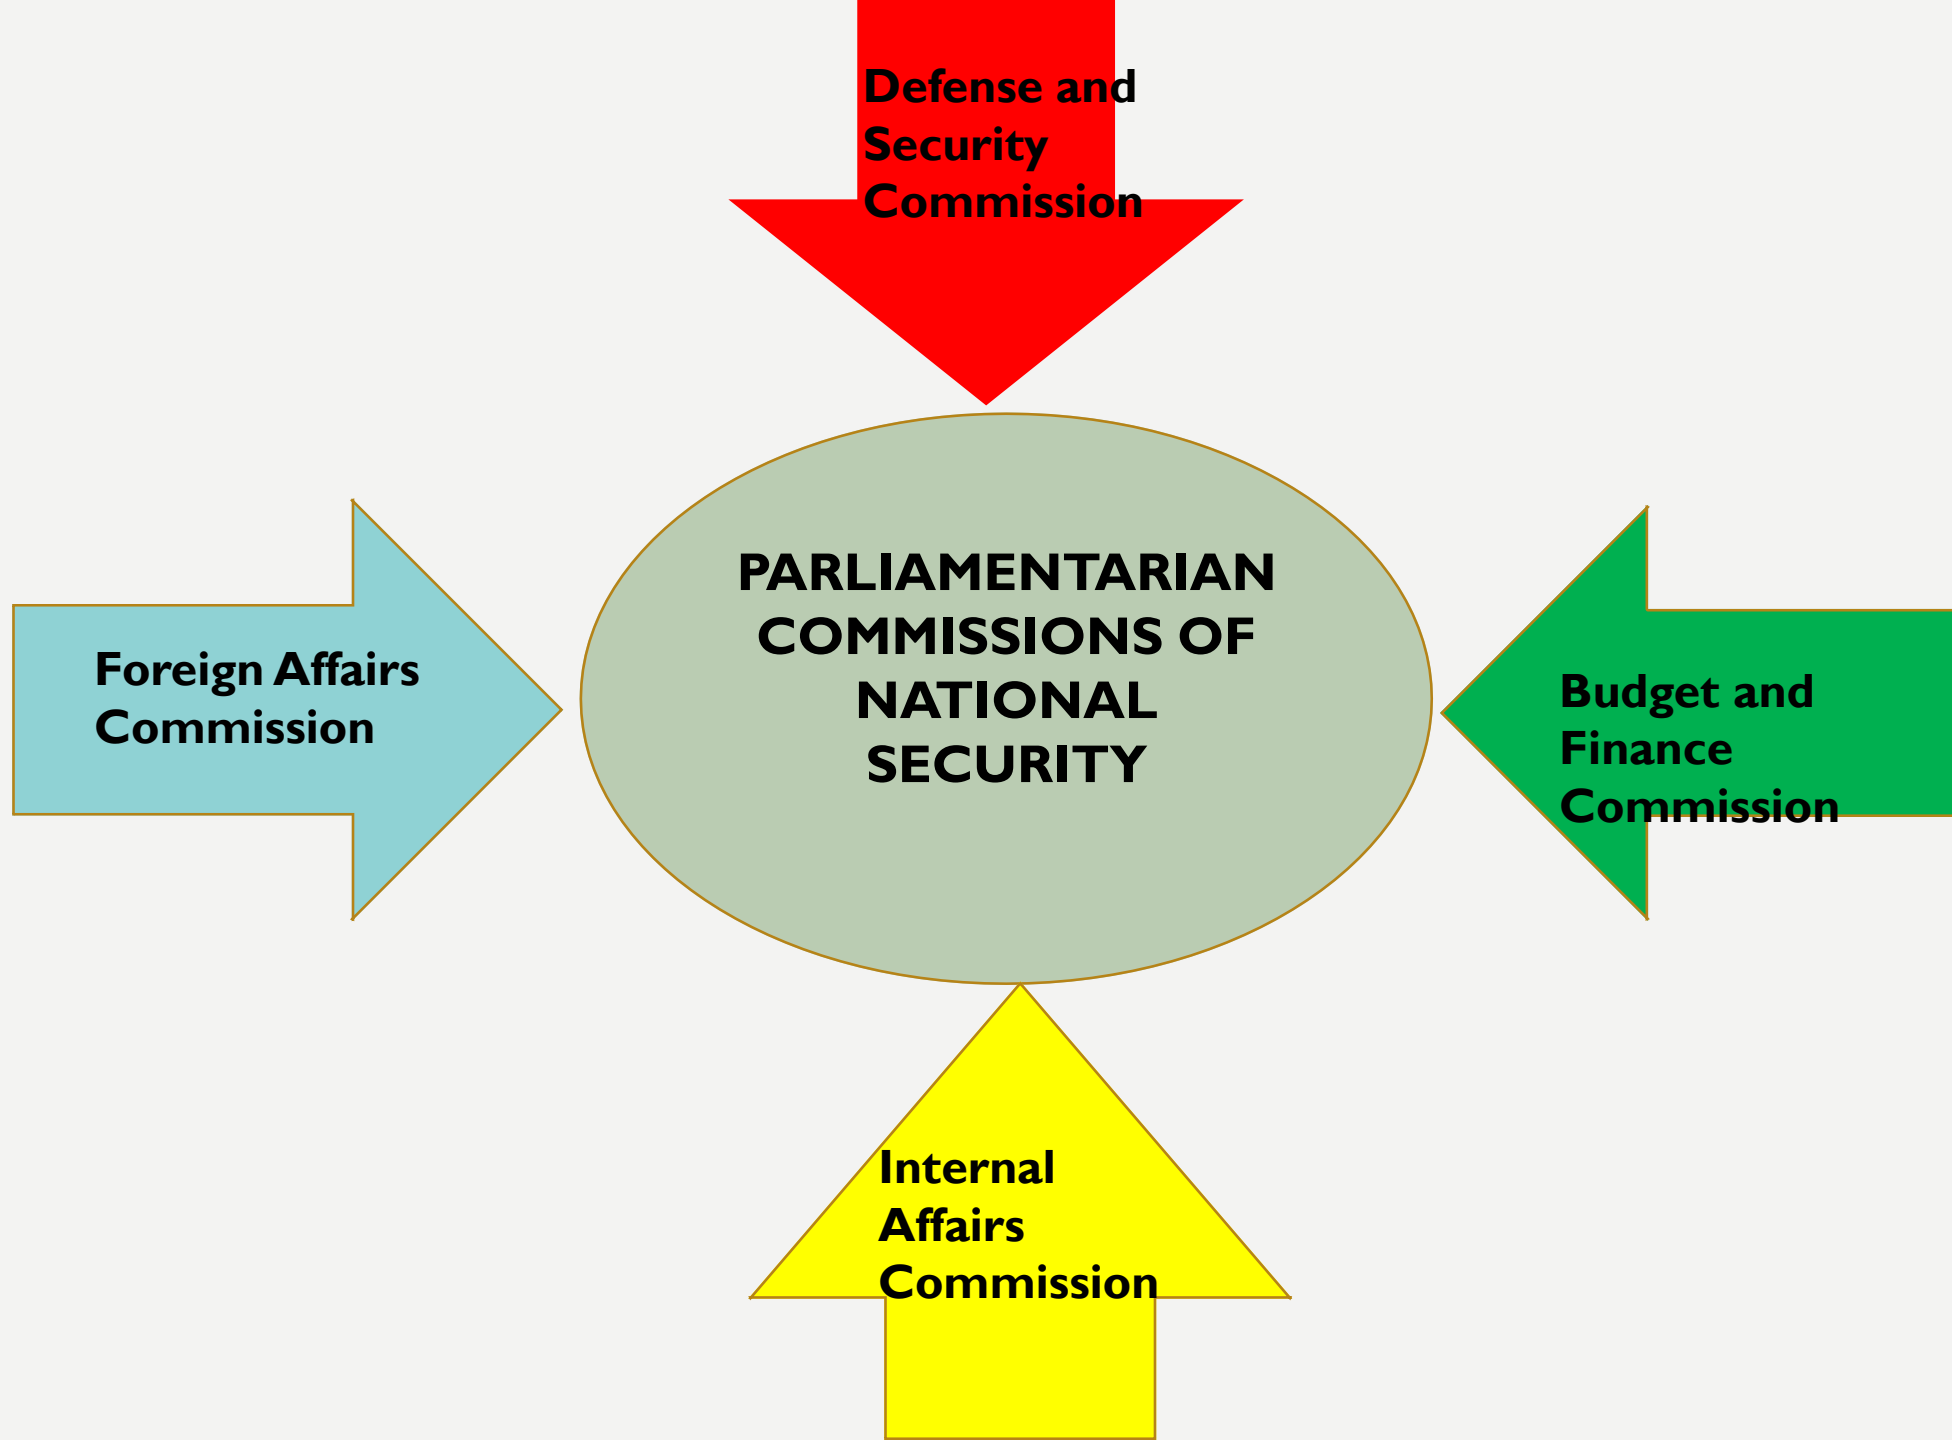 Defense and
Security
Commission
PARLIAMENTARIAN
COMMISSIONS OF
NATIONAL
SECURITY
Foreign Affairs
Commission
Budget and
Finance
Commission
Internal
Affairs
Commission